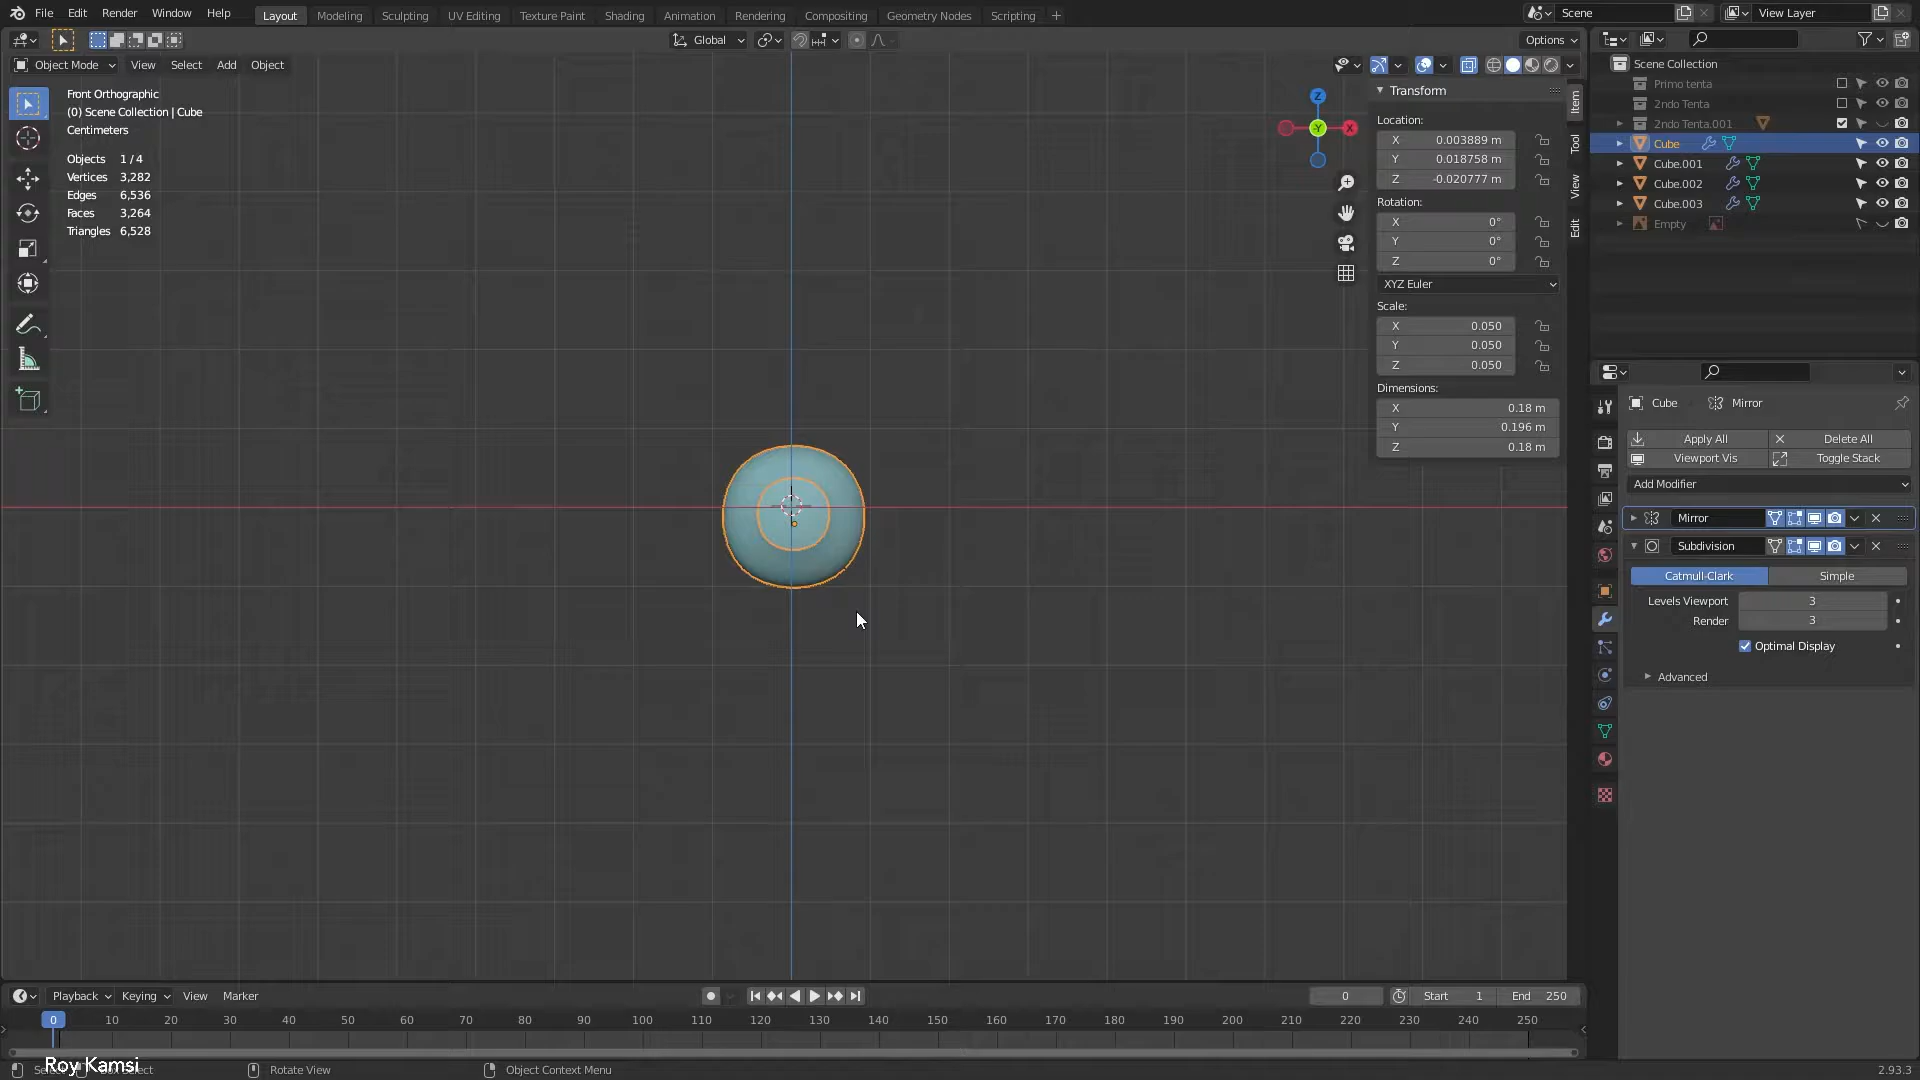 File Edit Render Window Help Layout Modeling Sculpting UV Editing Texture Paint Shading Animation Rendering Compositing Geometry Nodes Scripting + Scene View Layer
Global Options
Object Mode View Select Add Object
Front Orthographic
(0) Scene Collection | Cube
Centimeters
Objects 1 / 4
Vertices 3,282
Edges 6,536
Faces 3,264
Triangles 6,528
Z
Y
X
Transform
Location:
X 0.003889 m
Y 0.018758 m
Z -0.020777 m
Rotation:
X 0°
Y 0°
Z 0°
XYZ Euler
Scale:
X 0.050
Y 0.050
Z 0.050
Dimensions:
X 0.18 m
Y 0.196 m
Z 0.18 m
Item
Tool
View
Edit
Scene Collection
Primo tenta
2ndo Tenta
2ndo Tenta.001
Cube
Cube.001
Cube.002
Cube.003
Empty
Cube Mirror
Apply All Delete All
Viewport Vis Toggle Stack
Add Modifier
Mirror
Subdivision
Catmull-Clark Simple
Levels Viewport 3
Render 3
Optimal Display
Advanced
Playback Keying View Marker 0 Start 1 End 250
0 10 20 30 40 50 60 70 80 90 100 110 120 130 140 150 160 170 180 190 200 210 220 230 240 250
Roy Kamsi
Select Box Select Rotate View Object Context Menu 2.93.3